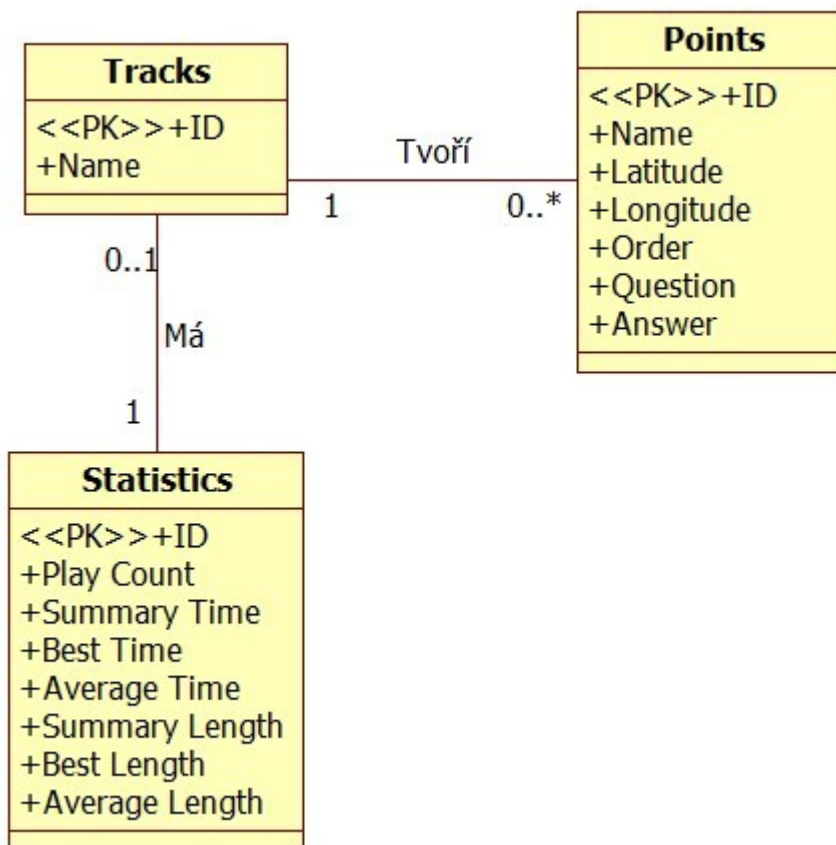 Tracks
<<PK>>+ID
+Name
Points
<<PK>>+ID
+Name
+Latitude
+Longitude
+Order
+Question
+Answer
Tvoří
1
0..*
0..1
Má
1
Statistics
<<PK>>+ID
+Play Count
+Summary Time
+Best Time
+Average Time
+Summary Length
+Best Length
+Average Length